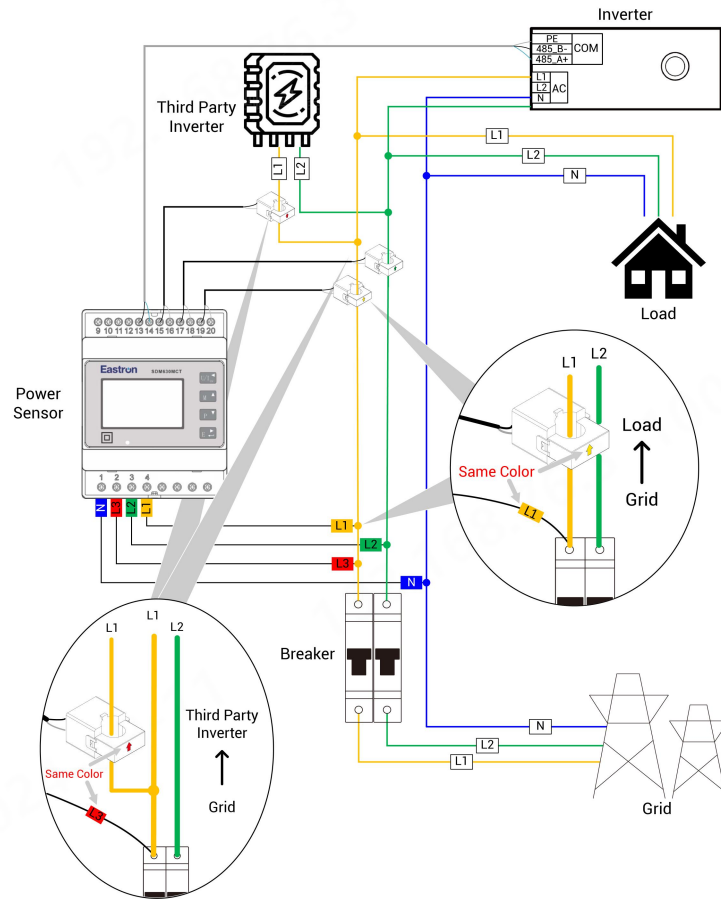 Inverter
PE
485_B-
485_A+
COM
L1
L2
N
AC
Third Party
Inverter
L1
L2
L1
L2
N
Load
9 10 11 12 13 14 15 16 17 18 19 20
Eastron
SDM630MCT
Power
Sensor
1 2 3 4
N
L3
L2
L1
L1
L2
L3
N
L1
L2
Load
Grid
Same Color
L1
Breaker
L1
L1
L2
Third Party
Inverter
Grid
Same Color
L3
N
L2
L1
Grid